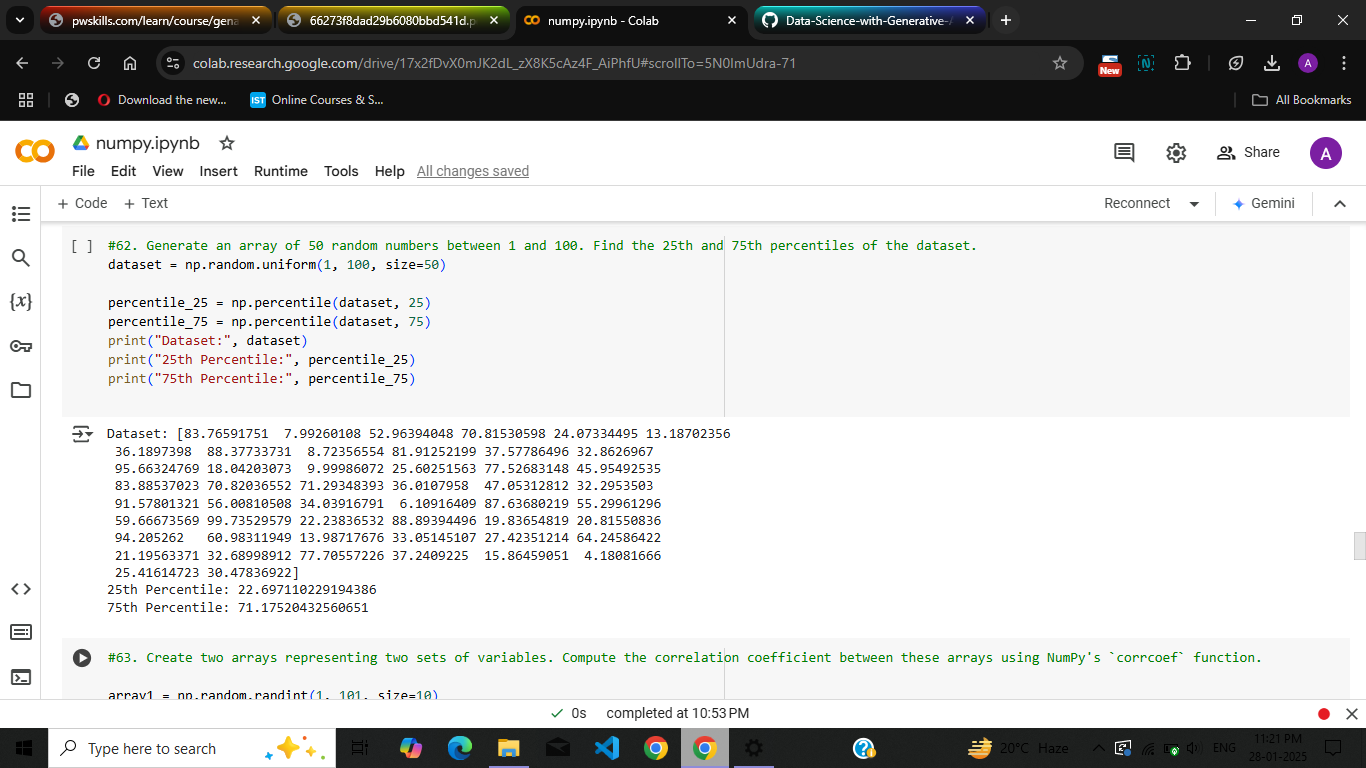 pwskills.com/learn/course/gena
66273f8dad29b6080bbd541d.p
numpy.ipynb - Colab
Data-Science-with-Generative-A
colab.research.google.com/drive/17x2fDvX0mJK2dL_zX8K5cAz4F_AiPhfU#scrollTo=5N0ImUdra-71
New
N
A
Download the new...
IST
Online Courses & S...
All Bookmarks
numpy.ipynb
File Edit View Insert Runtime Tools Help All changes saved
Share
A
+ Code + Text
Reconnect
Gemini
{x}
[ ] #62. Generate an array of 50 random numbers between 1 and 100. Find the 25th and 75th percentiles of the dataset.
dataset = np.random.uniform(1, 100, size=50)
percentile_25 = np.percentile(dataset, 25)
percentile_75 = np.percentile(dataset, 75)
print("Dataset:", dataset)
print("25th Percentile:", percentile_25)
print("75th Percentile:", percentile_75)
Dataset: [83.76591751  7.99260108 52.96394048 70.81530598 24.07334495 13.18702356
36.1897398  88.37733731  8.72356554 81.91252199 37.57786496 32.8626967
95.66324769 18.04203073  9.99986072 25.60251563 77.52683148 45.95492535
83.88537023 70.82036552 71.29348393 36.0107958  47.05312812 32.2953503
91.57801321 56.00810508 34.03916791  6.10916409 87.63680219 55.29961296
59.66673569 99.73529579 22.23836532 88.89394496 19.83654819 20.81550836
94.205262   60.98311949 13.98717676 33.05145107 27.42351214 64.24586422
21.19563371 32.68998912 77.70557226 37.2409225  15.86459051  4.18081666
25.41614723 30.47836922]
25th Percentile: 22.697110229194386
75th Percentile: 71.17520432560651
#63. Create two arrays representing two sets of variables. Compute the correlation coefficient between these arrays using NumPy's `corrcoef` function.
array1 = np.random.randint(1, 101, size=10)
0s completed at 10:53 PM
Type here to search
20°C Haze
ENG
11:21 PM
28-01-2025